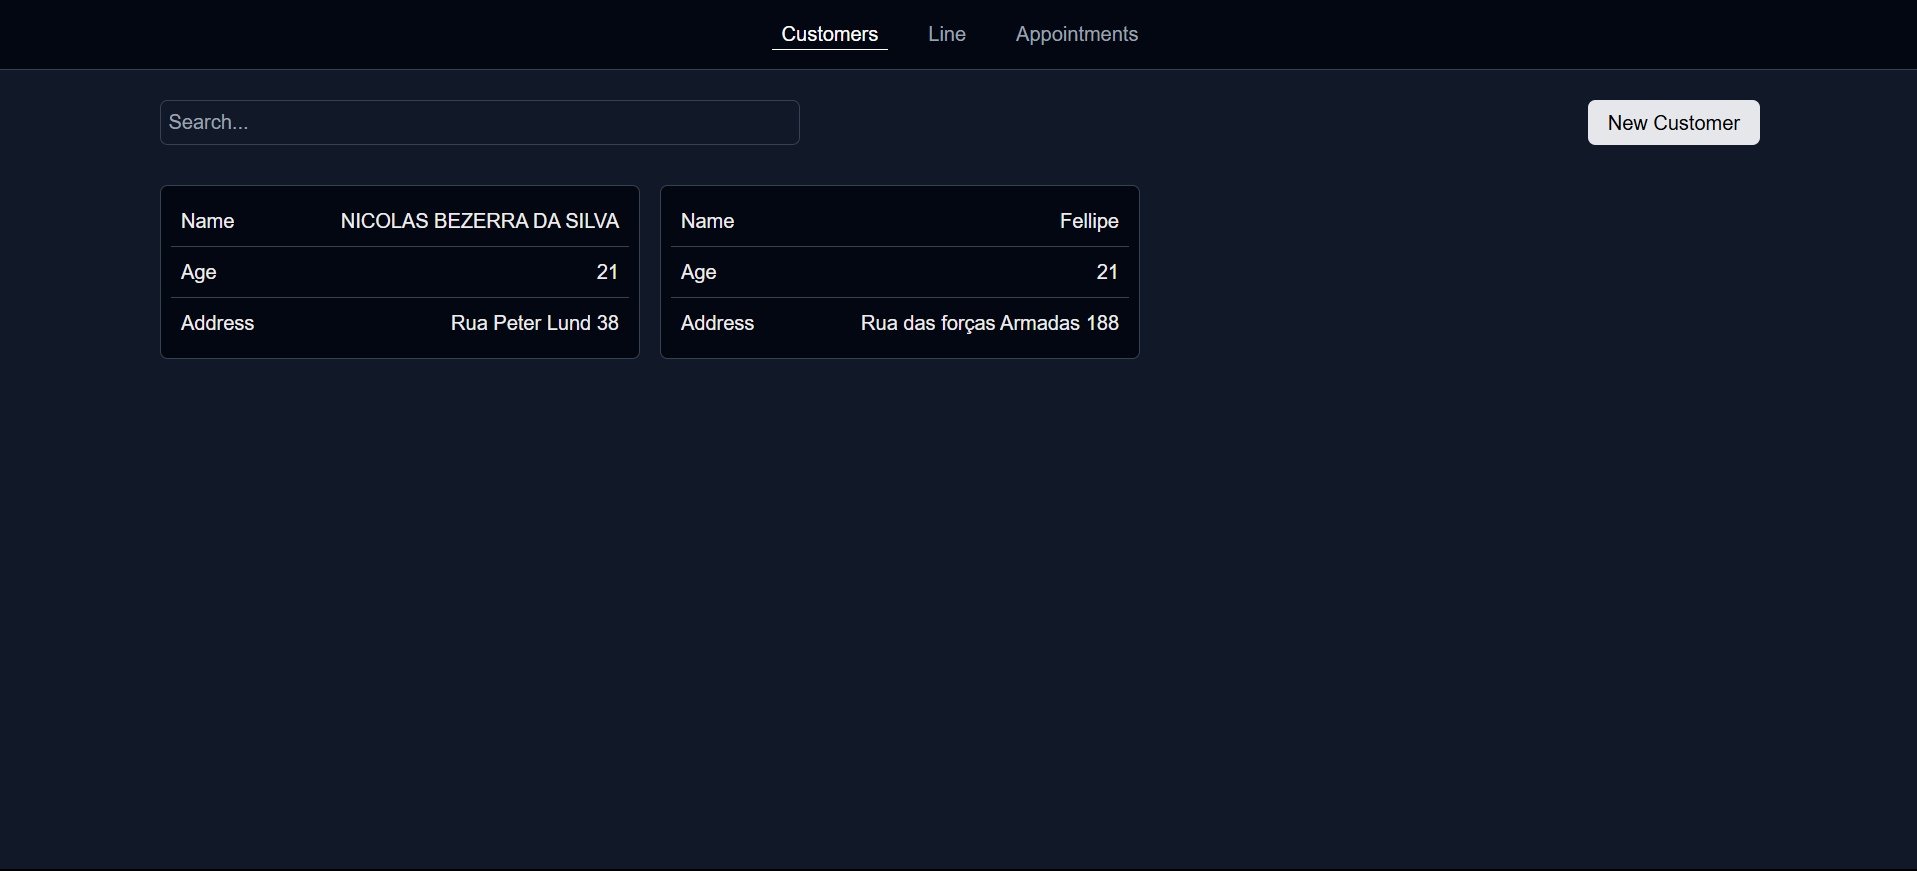 Customers Line Appointments
Search...
New Customer
Name NICOLAS BEZERRA DA SILVA
Age 21
Address Rua Peter Lund 38
Name Fellipe
Age 21
Address Rua das forças Armadas 188